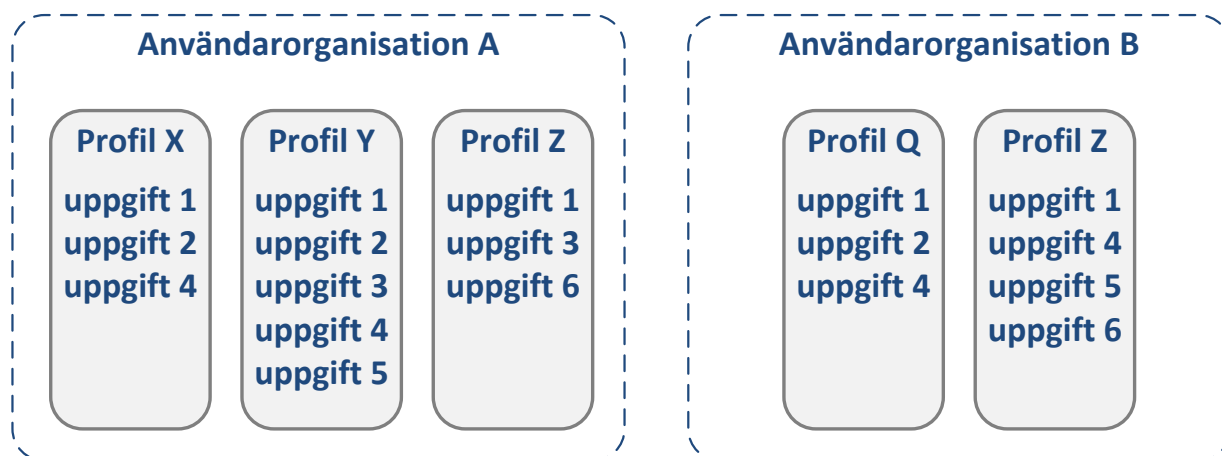 Användarorganisation A
Profil X
uppgift 1
uppgift 2
uppgift 4
Profil Y
uppgift 1
uppgift 2
uppgift 3
uppgift 4
uppgift 5
Profil Z
uppgift 1
uppgift 3
uppgift 6
Användarorganisation B
Profil Q
uppgift 1
uppgift 2
uppgift 4
Profil Z
uppgift 1
uppgift 4
uppgift 5
uppgift 6